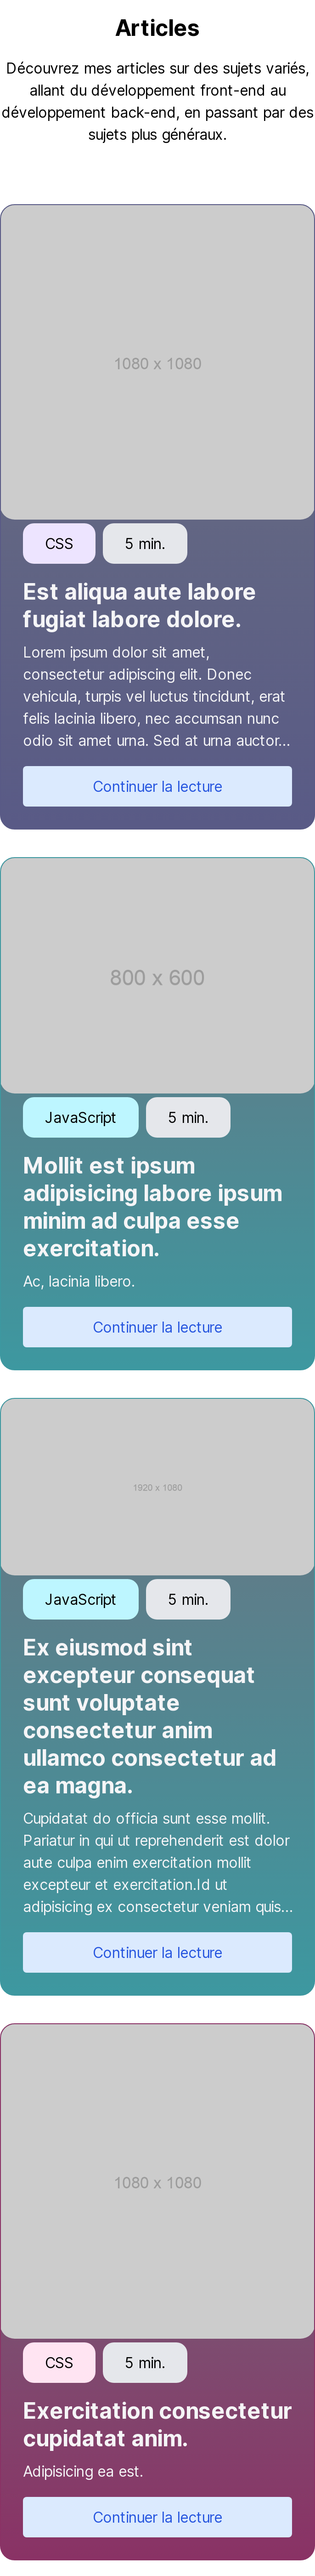 Articles
Découvrez mes articles sur des sujets variés,
allant du développement front-end au
développement back-end, en passant par des
sujets plus généraux.
1080 x 1080
CSS 5 min.
Est aliqua aute labore
fugiat labore dolore.
Lorem ipsum dolor sit amet,
consectetur adipiscing elit. Donec
vehicula, turpis vel luctus tincidunt, erat
felis lacinia libero, nec accumsan nunc
odio sit amet urna. Sed at urna auctor...
Continuer la lecture
800 x 600
JavaScript 5 min.
Mollit est ipsum
adipisicing labore ipsum
minim ad culpa esse
exercitation.
Ac, lacinia libero.
Continuer la lecture
1920 x 1080
JavaScript 5 min.
Ex eiusmod sint
excepteur consequat
sunt voluptate
consectetur anim
ullamco consectetur ad
ea magna.
Cupidatat do officia sunt esse mollit.
Pariatur in qui ut reprehenderit est dolor
aute culpa enim exercitation mollit
excepteur et exercitation.Id ut
adipisicing ex consectetur veniam quis...
Continuer la lecture
1080 x 1080
CSS 5 min.
Exercitation consectetur
cupidatat anim.
Adipisicing ea est.
Continuer la lecture